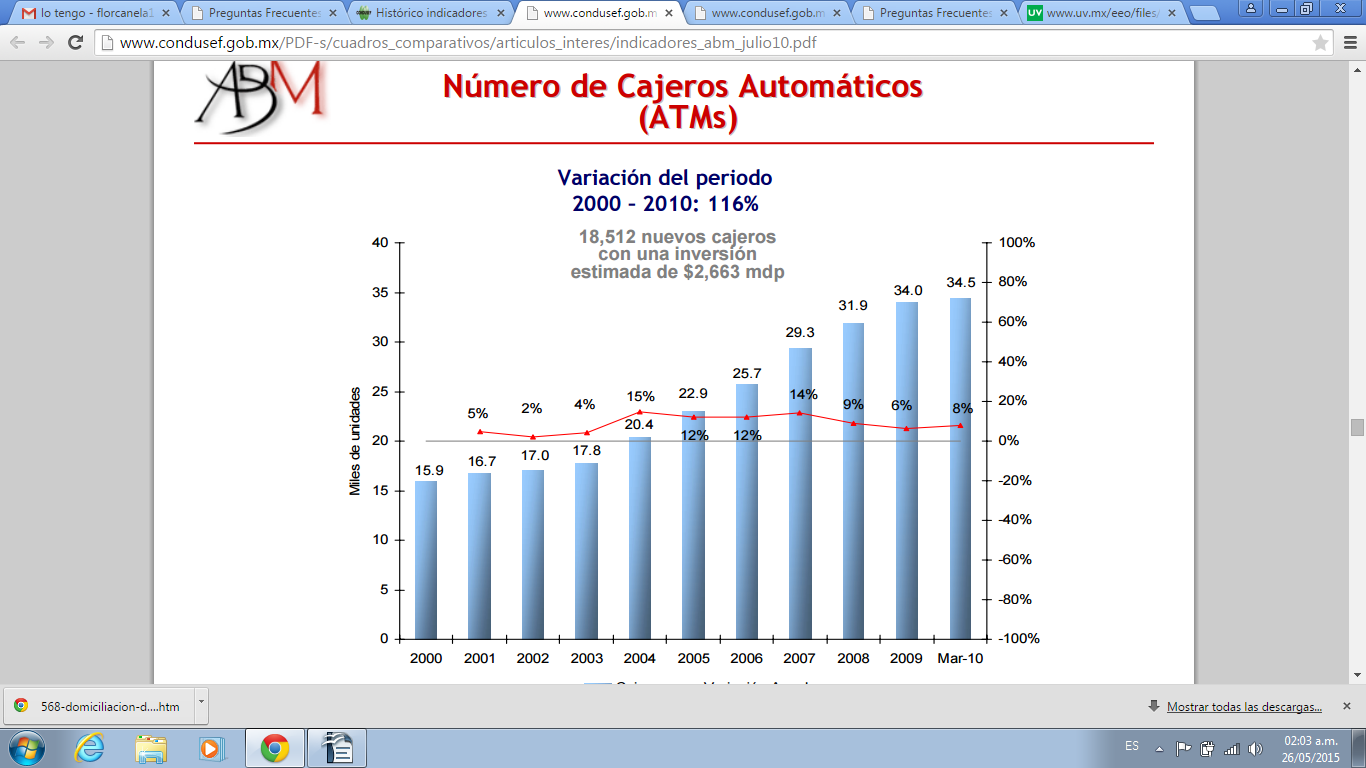 lo tengo - florcanela1
Preguntas Frecuentes
Histórico indicadores
www.condusef.gob.m
www.condusef.gob.m
Preguntas Frecuentes
UV www.uv.mx/eeo/files/
www.condusef.gob.mx/PDF-s/cuadros_comparativos/articulos_interes/indicadores_abm_julio10.pdf
ABM
Número de Cajeros Automáticos
(ATMs)
Variación del periodo
2000 – 2010: 116%
18,512 nuevos cajeros
con una inversión
estimada de $2,663 mdp
Miles de unidades
40
35
30
25
20
15
10
5
0
100%
80%
60%
40%
20%
0%
-20%
-40%
-60%
-80%
-100%
15.9 16.7 17.0 17.8 20.4 22.9 25.7 29.3 31.9 34.0 34.5
5% 2% 4% 15% 12% 12% 14% 9% 6% 8%
2000 2001 2002 2003 2004 2005 2006 2007 2008 2009 Mar-10
568-domiciliacion-d....htm
Mostrar todas las descargas...
ES
02:03 a.m.
26/05/2015